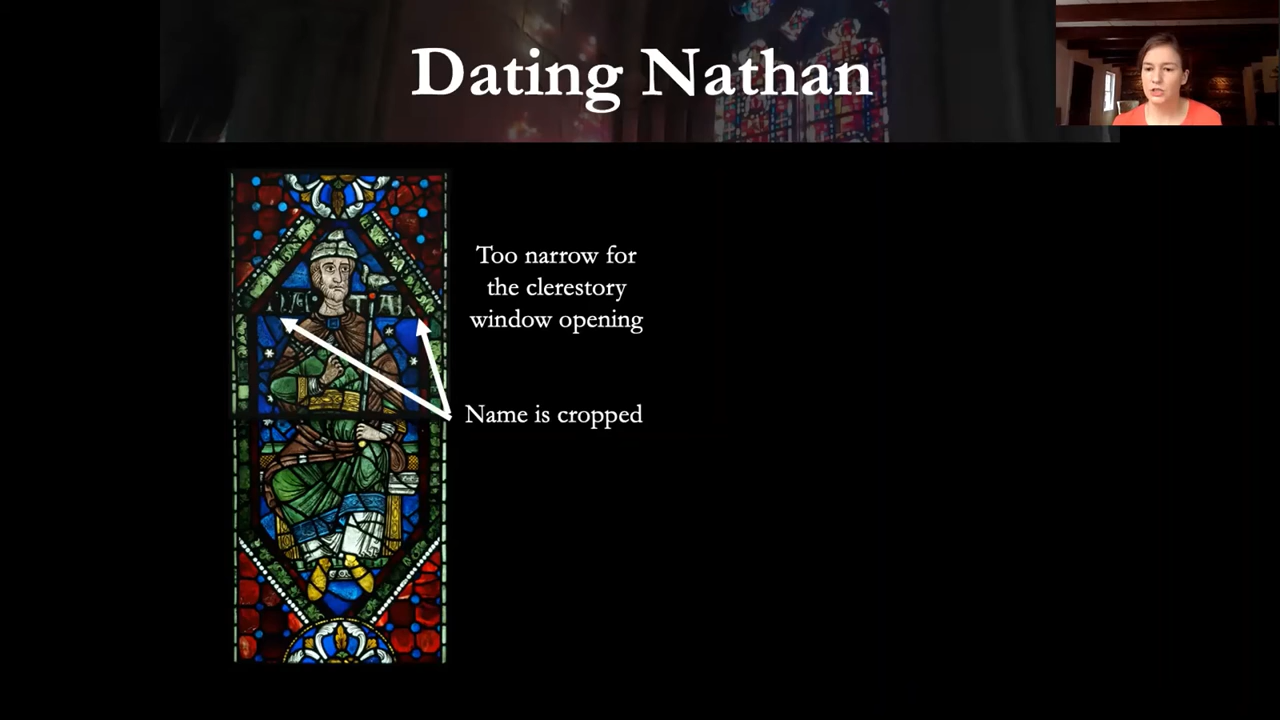 Dating Nathan
Too narrow for
the clerestory
window opening
Name is cropped